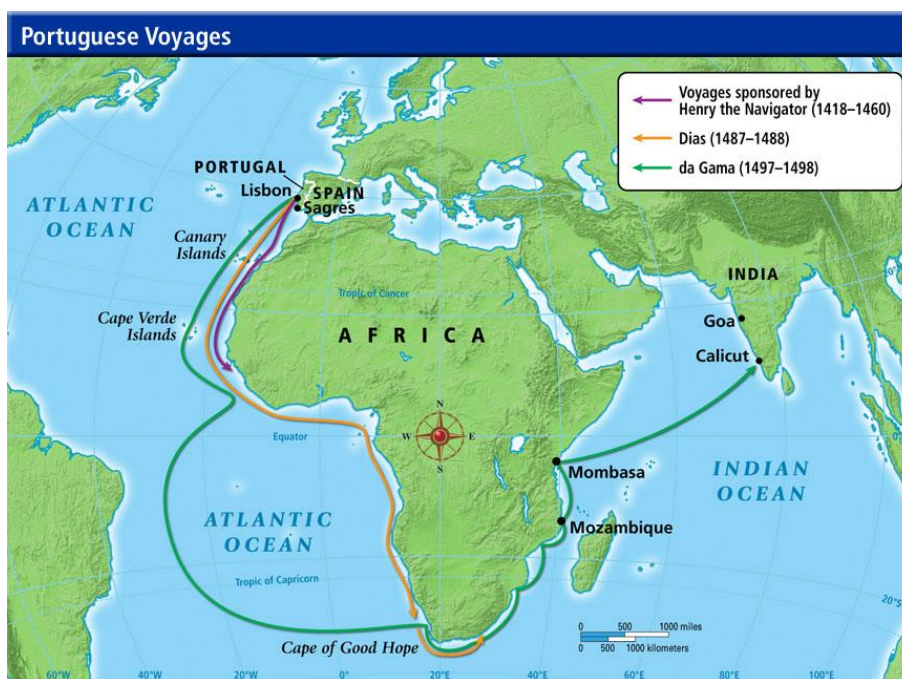 Portuguese Voyages
Voyages sponsored by
Henry the Navigator (1418–1460)
Dias (1487–1488)
da Gama (1497–1498)
PORTUGAL
Lisbon
SPAIN
Sagres
ATLANTIC
OCEAN
Canary
Islands
Cape Verde
Islands
Tropic of Cancer
AFRICA
INDIA
Goa
Calicut
20°N
N
W
E
S
Equator
0°
Mombasa
INDIAN
OCEAN
Mozambique
ATLANTIC
OCEAN
Tropic of Capricorn
20°S
Cape of Good Hope
0 500 1000 miles
0 500 1000 kilometers
60°W
40°W
20°W
0°
20°E
40°E
60°E
80°E
100°E